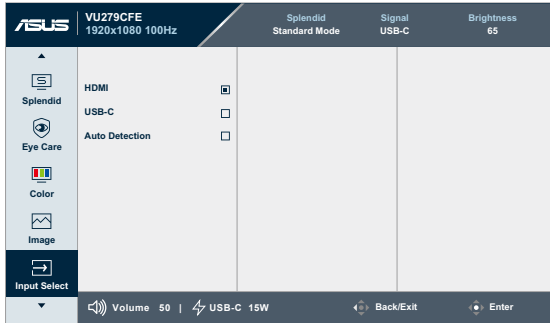 ASUS
VU279CFE
1920x1080 100Hz
Splendid
Standard Mode
Signal
USB-C
Brightness
65
Splendid
Eye Care
Color
Image
Input Select
HDMI
USB-C
Auto Detection
Volume 50 | USB-C 15W
Back/Exit
Enter